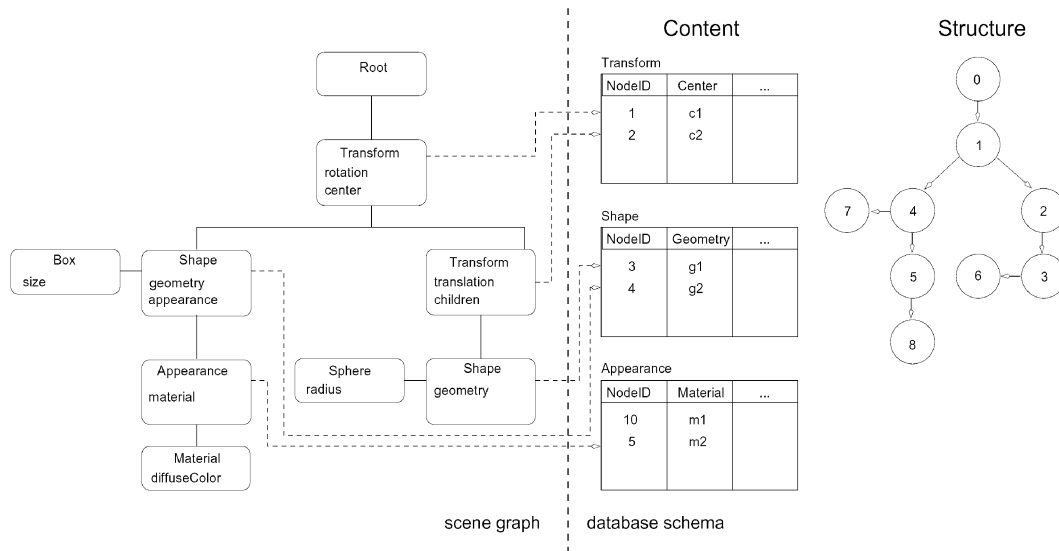 Content
Structure
Root
Transform
rotation
center
Box
size
Shape
geometry
appearance
Transform
translation
children
Appearance
material
Sphere
radius
Shape
geometry
Material
diffuseColor
scene graph
Transform
NodeID Center ...
1 c1
2 c2
Shape
NodeID Geometry ...
3 g1
4 g2
Appearance
NodeID Material ...
10 m1
5 m2
database schema
0
1
7 4 2
5 6 3
8